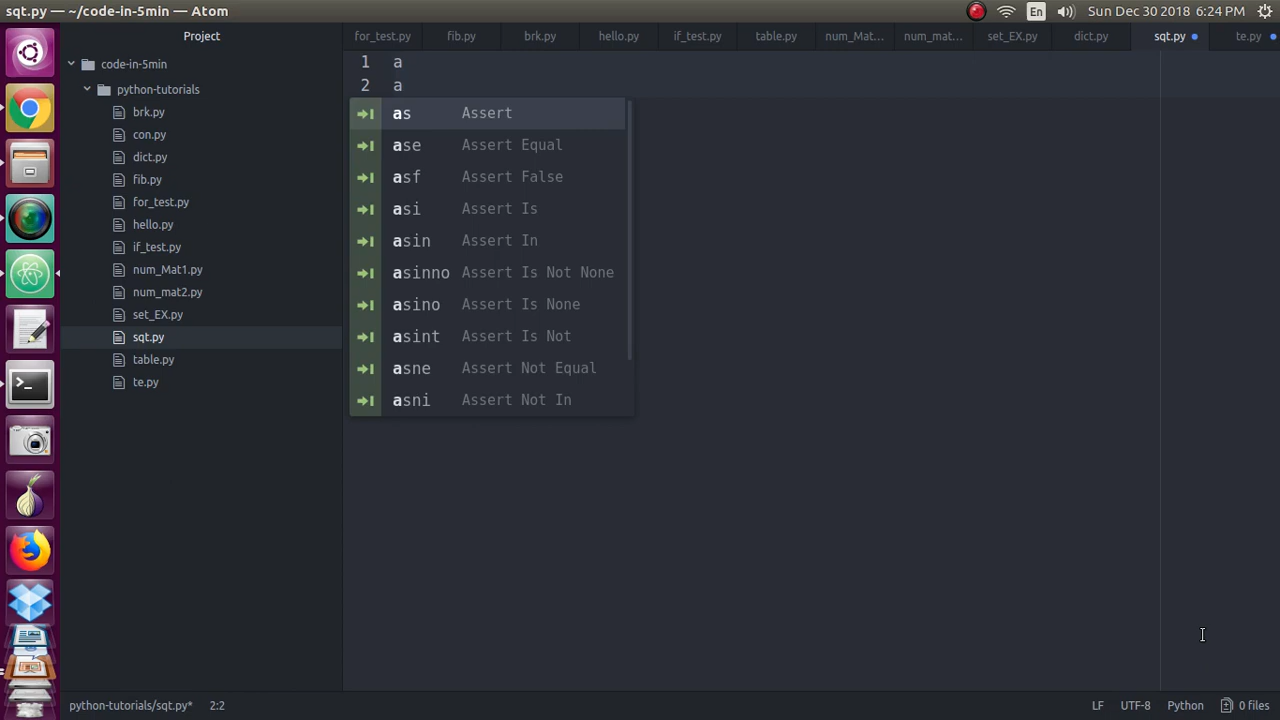 sqt.py — ~/code-in-5min — Atom
En
Sun Dec 30 2018 6:24 PM
Project
for_test.py fib.py brk.py hello.py if_test.py table.py num_Mat... num_mat... set_EX.py dict.py sqt.py te.py
code-in-5min
python-tutorials
brk.py
con.py
dict.py
fib.py
for_test.py
hello.py
if_test.py
num_Mat1.py
num_mat2.py
set_EX.py
sqt.py
table.py
te.py
1 a
2 a
as Assert
ase Assert Equal
asf Assert False
asi Assert Is
asin Assert In
asinno Assert Is Not None
asino Assert Is None
asint Assert Is Not
asne Assert Not Equal
asni Assert Not In
python-tutorials/sqt.py* 2:2 LF UTF-8 Python 0 files